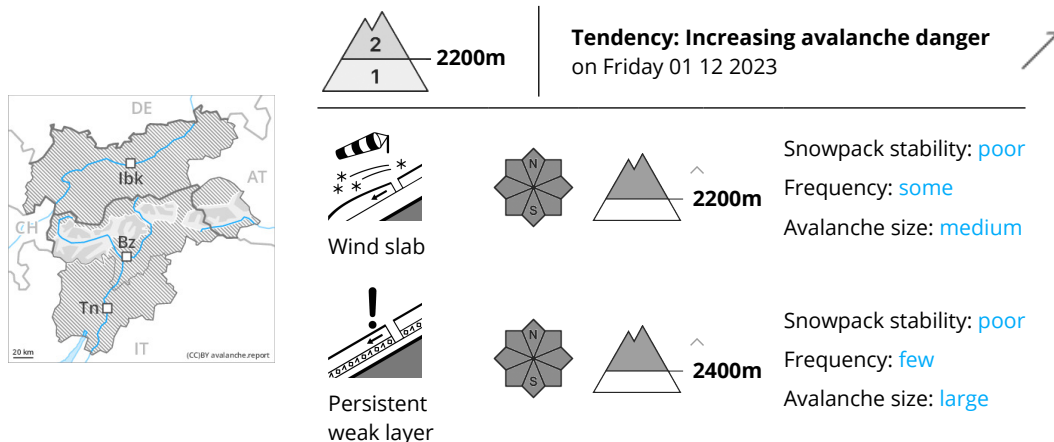 2
1
2200m
Tendency: Increasing avalanche danger
on Friday 01 12 2023
DE
Ibk
AT
CH
Bz
Tn
IT
20 km
(CC)BY avalanche.report
N
S
2200m
Snowpack stability: poor
Frequency: some
Avalanche size: medium
Wind slab
N
S
2400m
Snowpack stability: poor
Frequency: few
Avalanche size: large
Persistent
weak layer